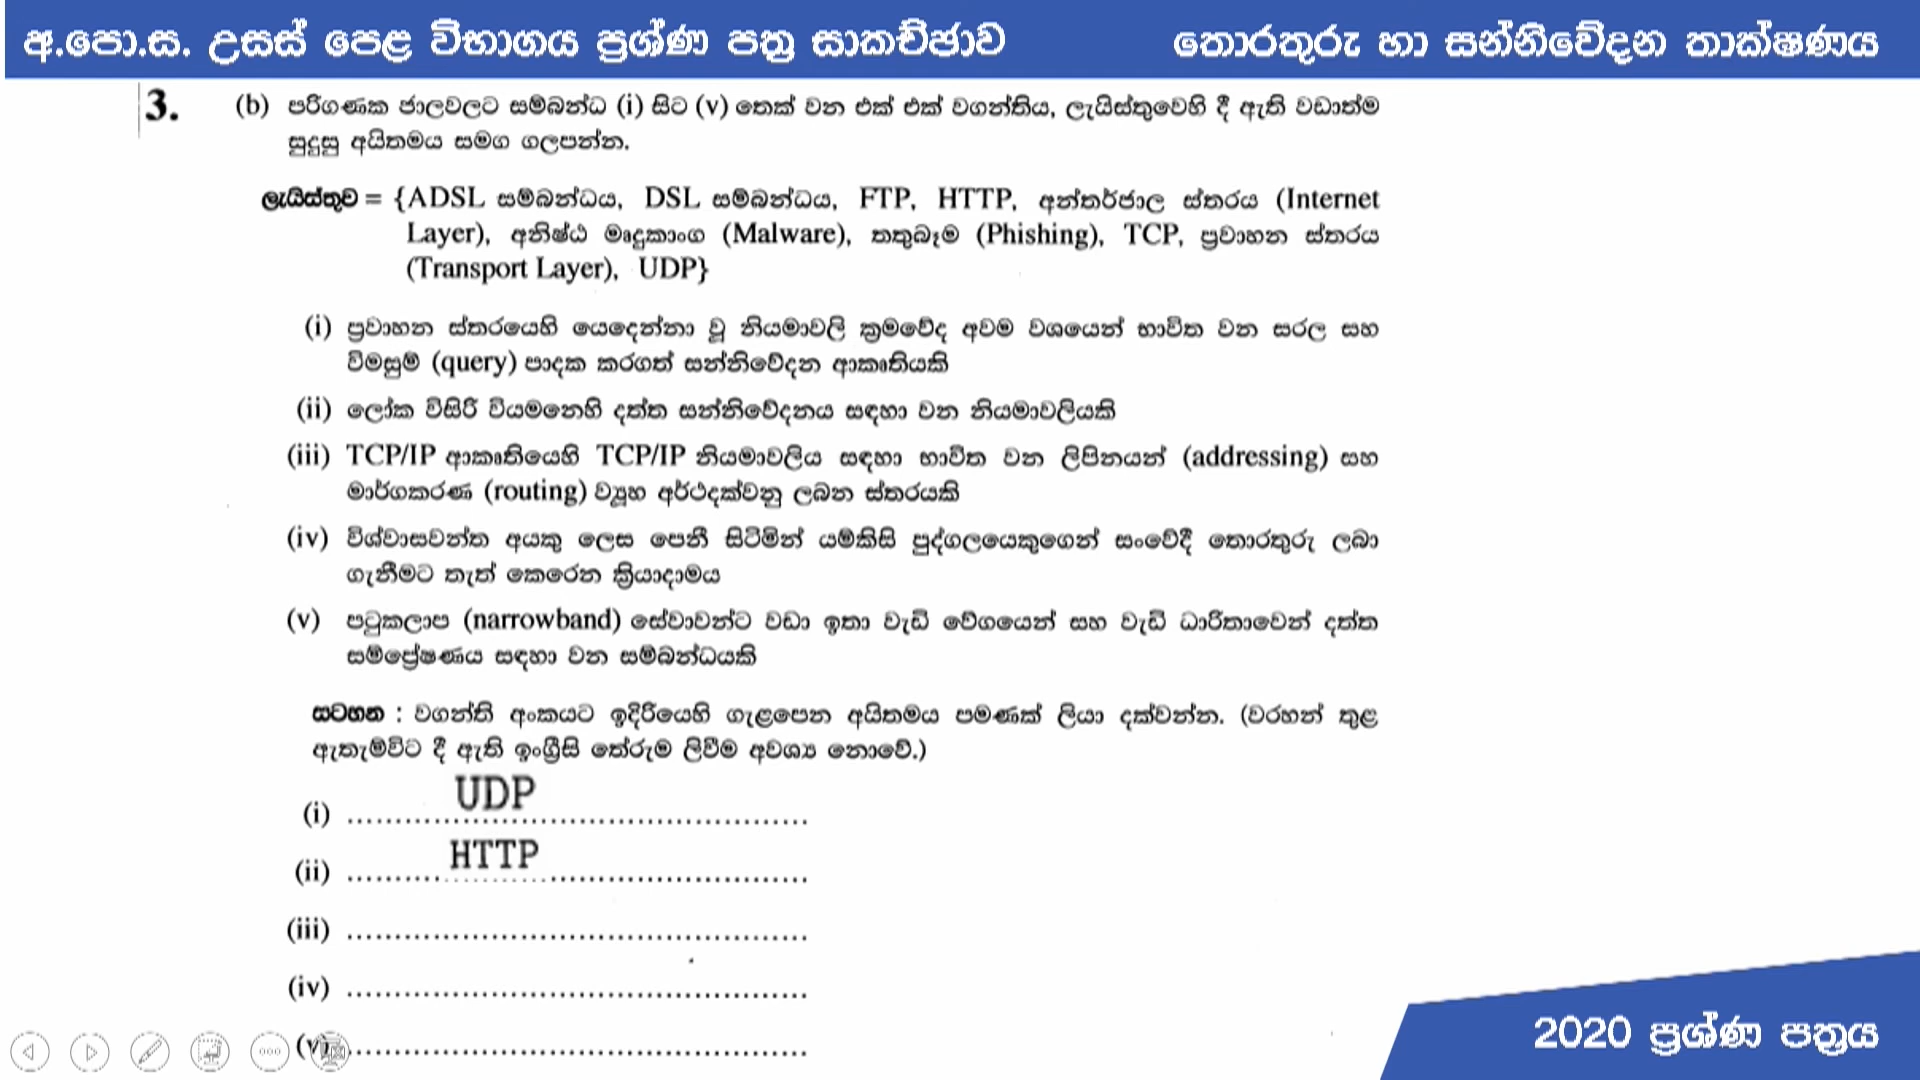 අ.පො.ස. උසස් පෙළ විභාගය ප්‍රශ්ණ පත්‍ර සාකච්ඡාව
තොරතුරු හා සන්නිවේදන තාක්ෂණය
3. (b) පරිගණක ජාලවලට සම්බන්ධ (i) සිට (v) තෙක් වන එක් එක් වගන්තිය, ලැයිස්තුවෙහි දී ඇති වඩාත්ම
සුදුසු අයිතමය සමග ගලපන්න.
ලැයිස්තුව = {ADSL සම්බන්ධය, DSL සම්බන්ධය, FTP, HTTP, අන්තර්ජාල ස්තරය (Internet
Layer), අනිෂ්ඨ මෘදුකාංග (Malware), තතුබෑම (Phishing), TCP, ප්‍රවාහන ස්තරය
(Transport Layer), UDP}
(i) ප්‍රවාහන ස්තරයෙහි යෙදෙන්නා වූ නියමාවලි ක්‍රමවේද අවම වශයෙන් භාවිත වන සරල සහ
විමසුම් (query) පාදක කරගත් සන්නිවේදන ආකෘතියකි
(ii) ලෝක විසිරි වියමනෙහි දත්ත සන්නිවේදනය සඳහා වන නියමාවලියකි
(iii) TCP/IP ආකෘතියෙහි TCP/IP නියමාවලිය සඳහා භාවිත වන ලිපිනයන් (addressing) සහ
මාර්ගකරණ (routing) ව්‍යුහ අර්ථදක්වනු ලබන ස්තරයකි
(iv) විශ්වාසවන්ත අයකු ලෙස පෙනී සිටිමින් යම්කිසි පුද්ගලයෙකුගෙන් සංවේදී තොරතුරු ලබා
ගැනීමට තැත් කෙරෙන ක්‍රියාදාමය
(v) පටුකලාප (narrowband) සේවාවන්ට වඩා ඉතා වැඩි වේගයෙන් සහ වැඩි ධාරිතාවෙන් දත්ත
සම්ප්‍රේෂණය සඳහා වන සම්බන්ධයකි
සටහන : වගන්ති අංකයට ඉදිරියෙහි ගැළපෙන අයිතමය පමණක් ලියා දක්වන්න. (වරහන් තුළ
ඇතැම්විට දී ඇති ඉංග්‍රීසි තේරුම ලිවීම අවශ්‍ය නොවේ.)
(i) UDP
(ii) HTTP
(iii)
(iv)
(v)
2020 ප්‍රශ්ණ පත්‍රය